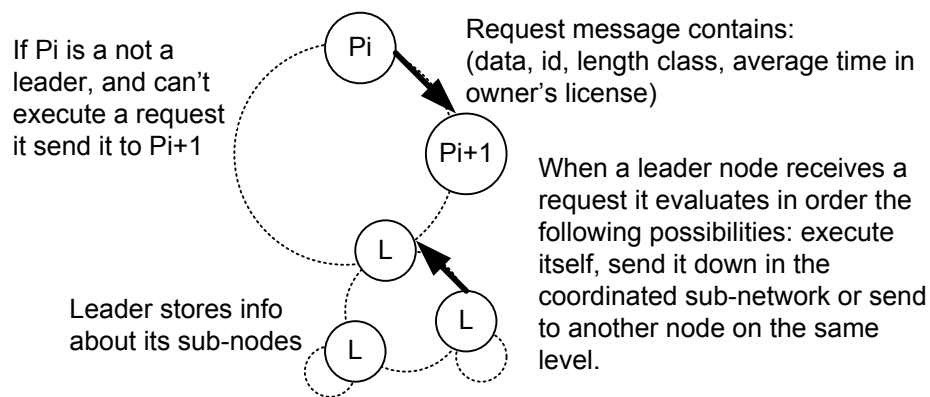 If Pi is a not a
leader, and can't
execute a request
it send it to Pi+1
Pi
Request message contains:
(data, id, length class, average time in
owner's license)
Pi+1
When a leader node receives a
request it evaluates in order the
following possibilities: execute
itself, send it down in the
coordinated sub-network or send
to another node on the same
level.
L
Leader stores info
about its sub-nodes
L
L